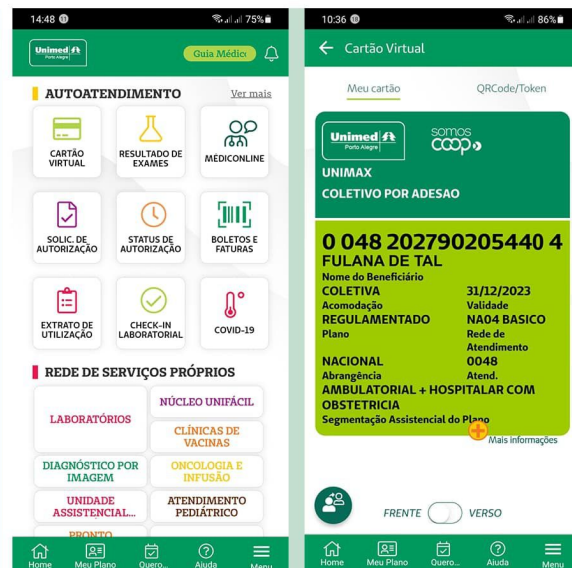 14:48 11 75%
Unimed
Porto Alegre
Guia Médicc
AUTOATENDIMENTO Ver mais
CARTÃO VIRTUAL
RESULTADO DE EXAMES
MÉDICONLINE
SOLIC. DE AUTORIZAÇÃO
STATUS DE AUTORIZAÇÃO
BOLETOS E FATURAS
EXTRATO DE UTILIZAÇÃO
CHECK-IN LABORATORIAL
COVID-19
REDE DE SERVIÇOS PRÓPRIOS
LABORATÓRIOS
NÚCLEO UNIFÁCIL
CLÍNICAS DE VACINAS
DIAGNÓSTICO POR IMAGEM
ONCOLOGIA E INFUSÃO
UNIDADE ASSISTENCIAL...
ATENDIMENTO PEDIÁTRICO
PRONTO
Home Meu Plano Quero... Ajuda Menu
10:36 86%
Cartão Virtual
Meu cartão QRCode/Token
Unimed
Porto Alegre
somos
coop
UNIMAX
COLETIVO POR ADESAO
0 048 202790205440 4
FULANA DE TAL
Nome do Beneficiário
COLETIVA 31/12/2023
Acomodação Validade
REGULAMENTADO NA04 BASICO
Plano Rede de
Atendimento
NACIONAL 0048
Abrangência Atend.
AMBULATORIAL + HOSPITALAR COM
OBSTETRICIA
Segmentação Assistencial do Plano
Mais informações
FRENTE VERSO
Home Meu Plano Quero... Ajuda Menu